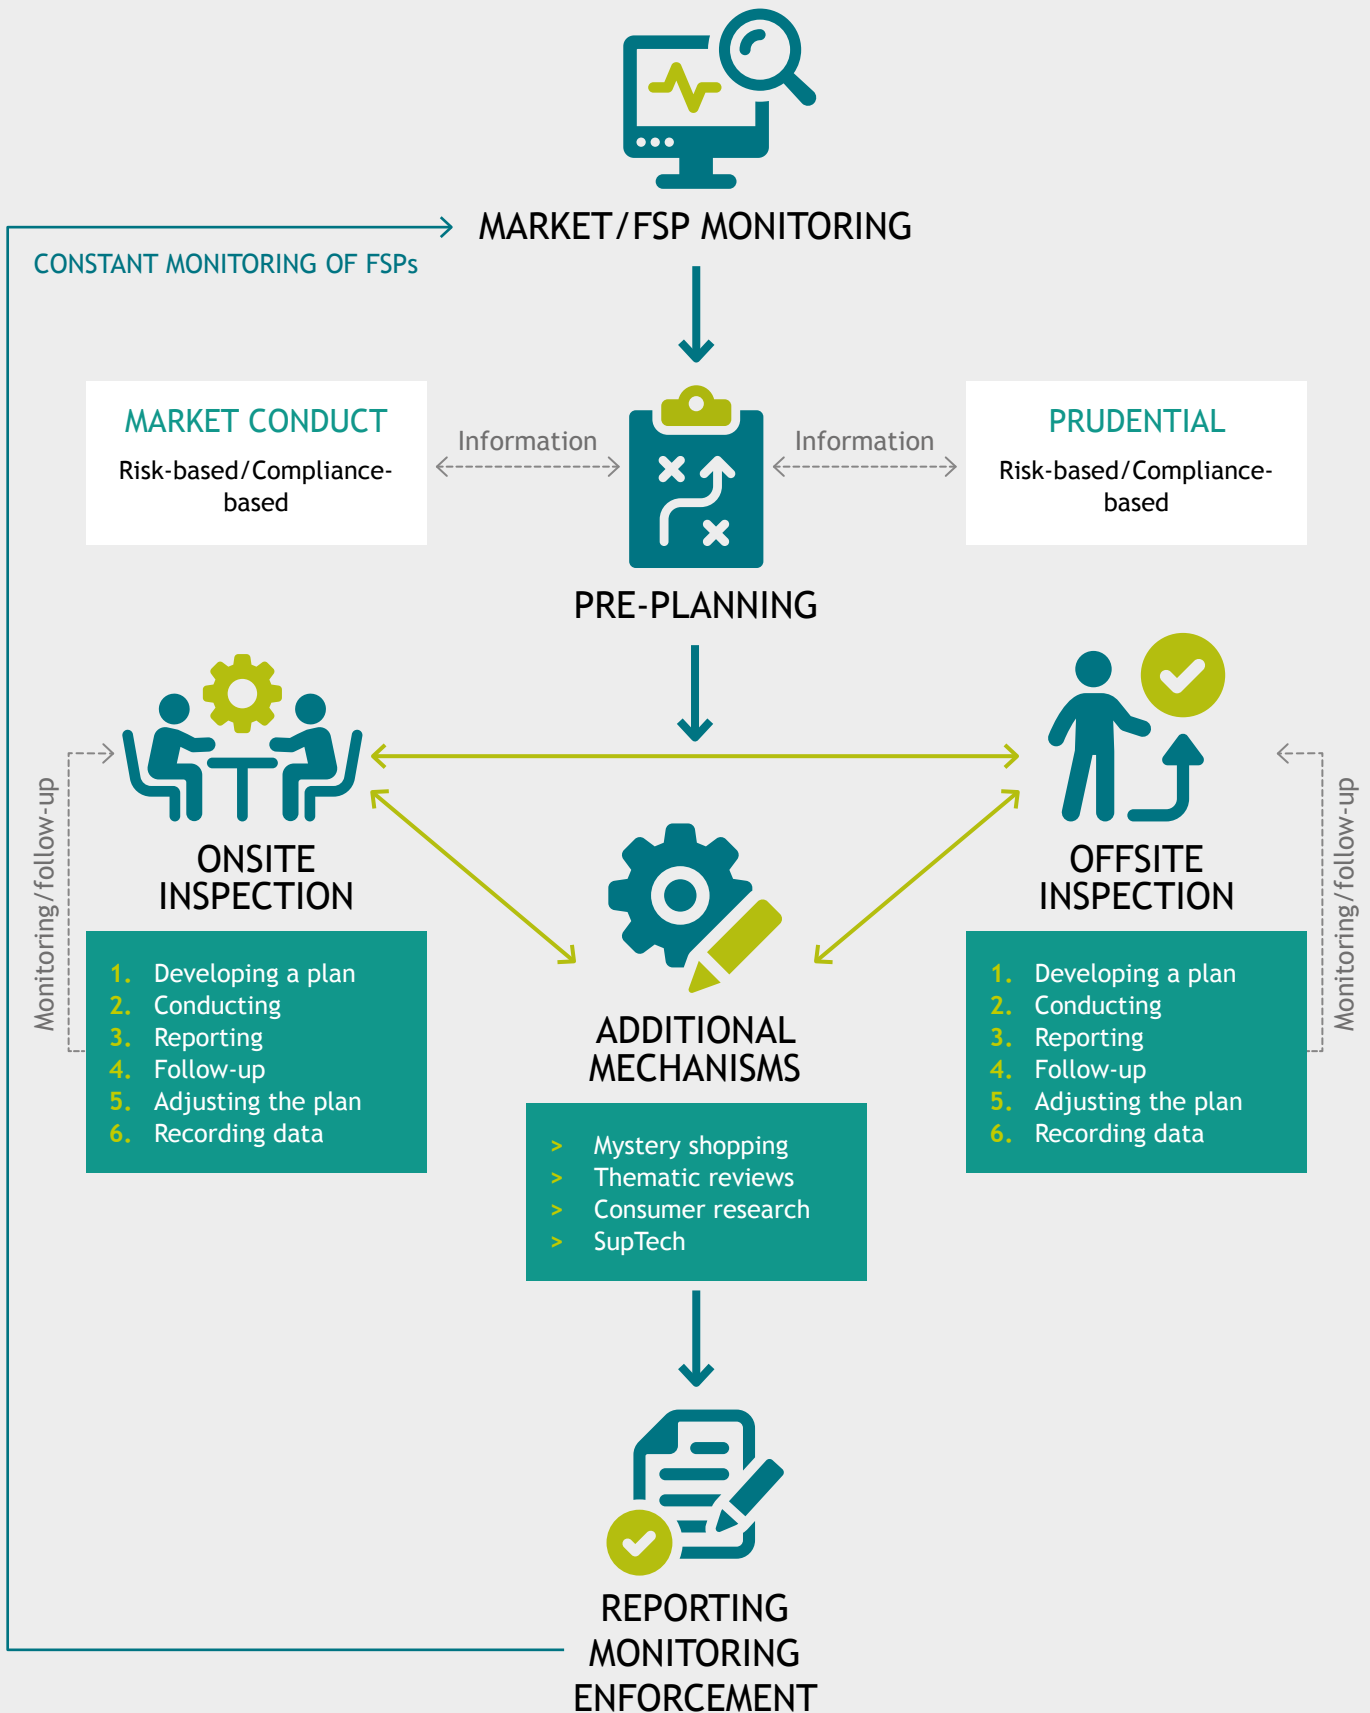 MARKET/FSP MONITORING
CONSTANT MONITORING OF FSPs
MARKET CONDUCT
Risk-based/Compliance-
based
Information
Information
PRUDENTIAL
Risk-based/Compliance-
based
PRE-PLANNING
Monitoring/follow-up
ONSITE
INSPECTION
1. Developing a plan
2. Conducting
3. Reporting
4. Follow-up
5. Adjusting the plan
6. Recording data
ADDITIONAL
MECHANISMS
> Mystery shopping
> Thematic reviews
> Consumer research
> SupTech
OFFSITE
INSPECTION
1. Developing a plan
2. Conducting
3. Reporting
4. Follow-up
5. Adjusting the plan
6. Recording data
Monitoring/follow-up
REPORTING
MONITORING
ENFORCEMENT